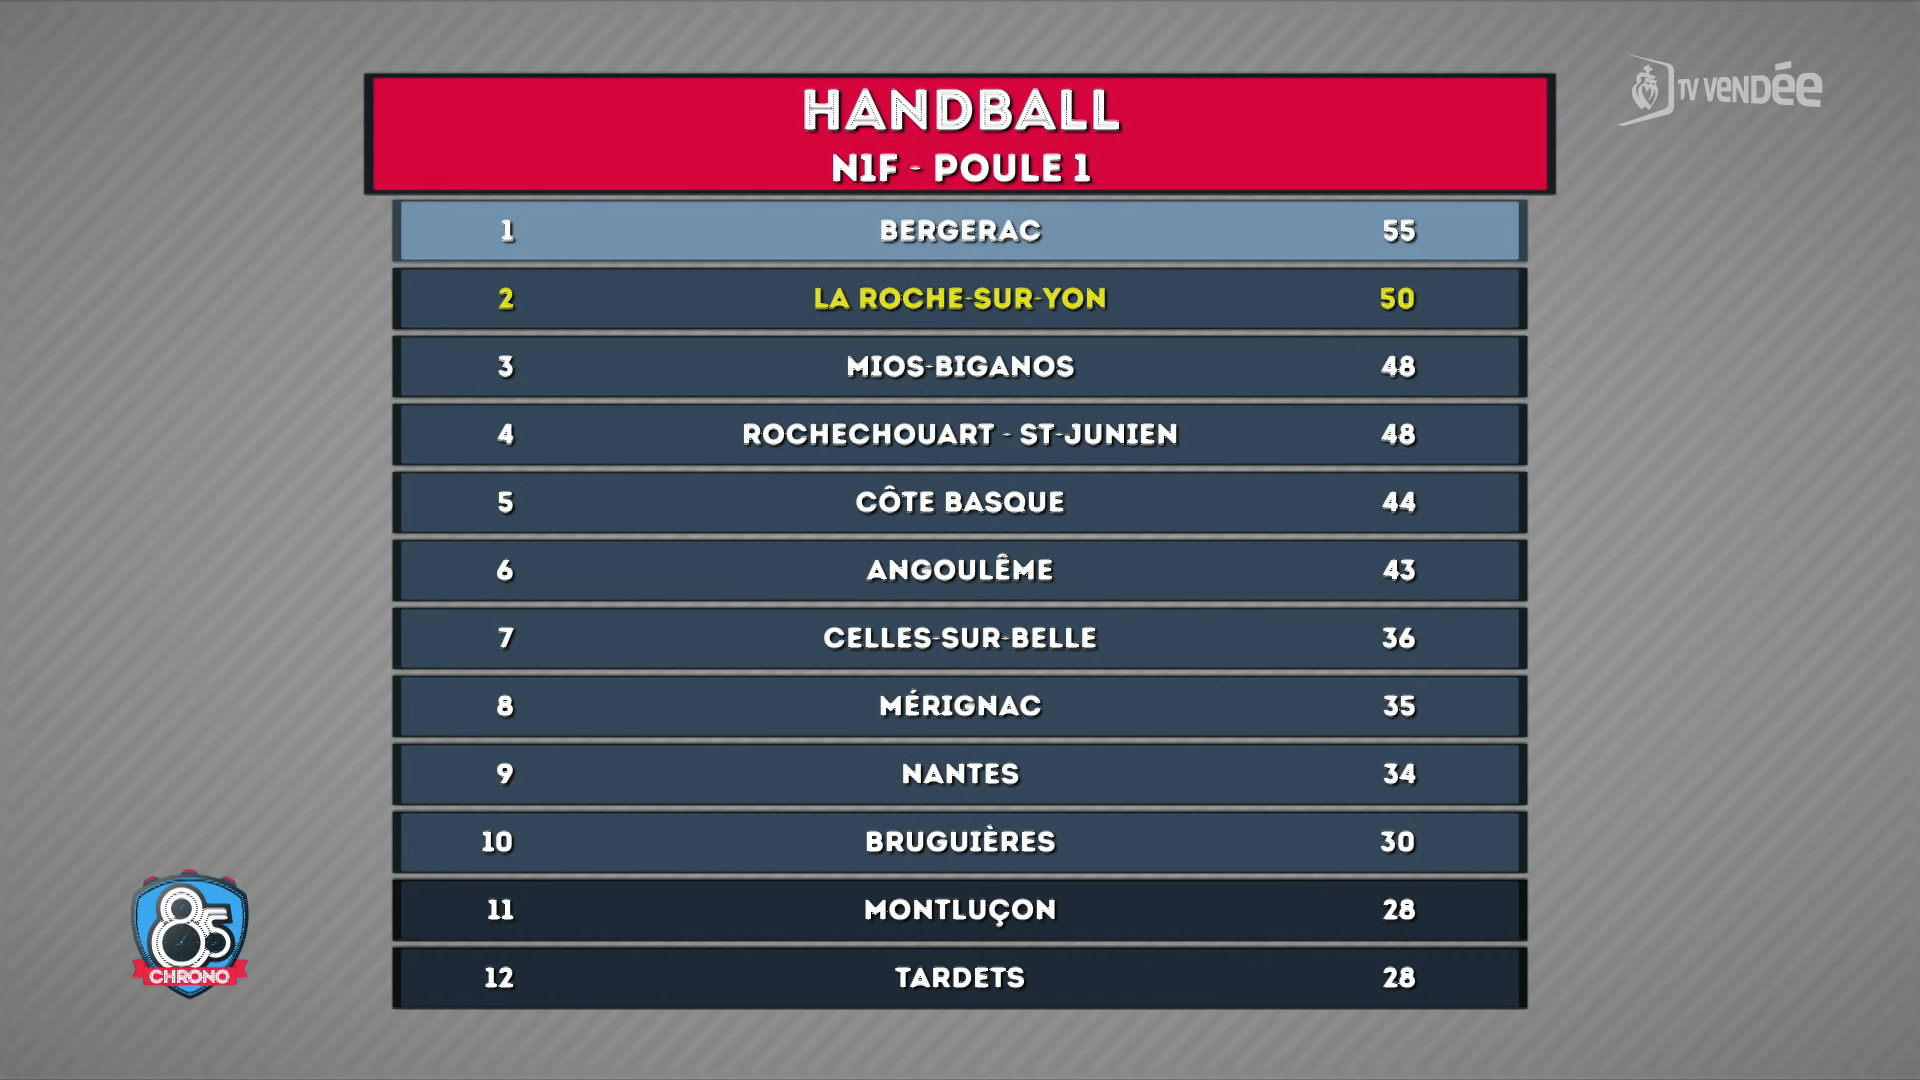 TV VENDÉE
HANDBALL
N1F - POULE 1
1 BERGERAC 55
2 LA ROCHE-SUR-YON 50
3 MIOS-BIGANOS 48
4 ROCHECHOUART - ST-JUNIEN 48
5 CÔTE BASQUE 44
6 ANGOULÊME 43
7 CELLES-SUR-BELLE 36
8 MÉRIGNAC 35
9 NANTES 34
10 BRUGUIÈRES 30
11 MONTLUÇON 28
12 TARDETS 28
85
CHRONO